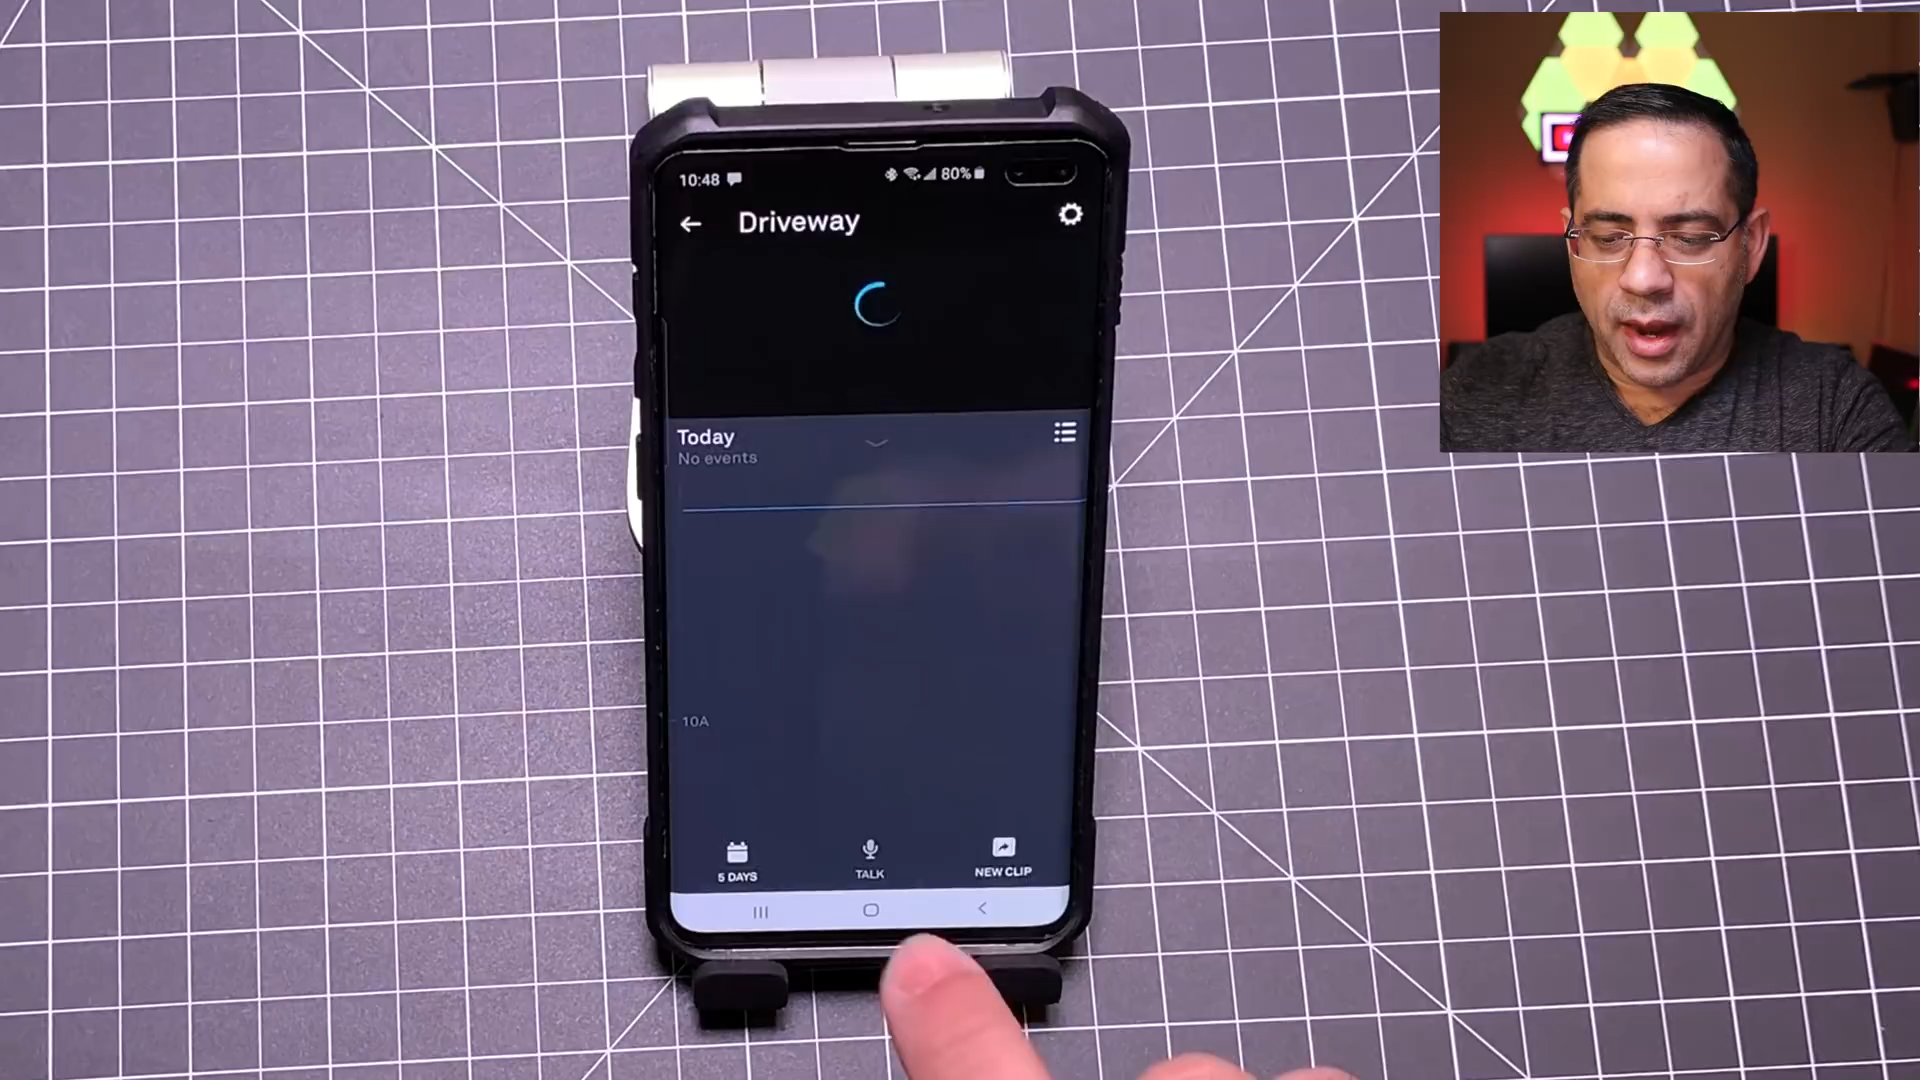 10:48
80%
Driveway
Today
No events
10A
5 DAYS
TALK
NEW CLIP